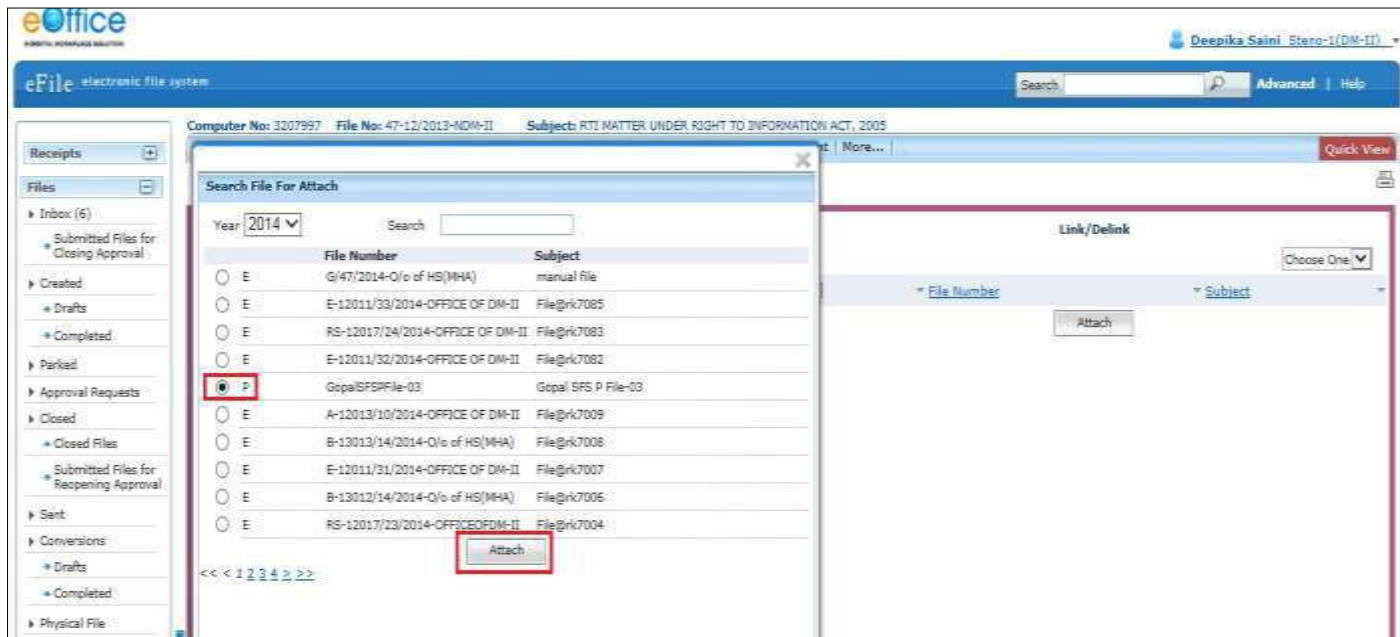 eOffice
A DIGITAL WORKPLACE SOLUTION
Deepika Saini Steno-1(DM-II)
eFile electronic file system
Search
Advanced | Help
Computer No: 3207997 File No: 47-12/2013-NDM-II Subject: RTI MATTER UNDER RIGHT TO INFORMATION ACT, 2005
More...
Quick View
Receipts
Files
Inbox (6)
Submitted Files for
Closing Approval
Created
Drafts
Completed
Parked
Approval Requests
Closed
Closed Files
Submitted Files for
Reopening Approval
Sent
Conversions
Drafts
Completed
Physical File
Search File For Attach
Year 2014 Search
File Number Subject
E G/47/2014-O/o of HS(MHA) manual file
E E-12011/33/2014-OFFICE OF DM-II File@rk7085
E RS-12017/24/2014-OFFICE OF DM-II File@rk7083
E E-12011/32/2014-OFFICE OF DM-II File@rk7082
P GopalSFSPFile-03 Gopal SFS P File-03
E A-12013/10/2014-OFFICE OF DM-II File@rk7009
E B-13013/14/2014-O/o of HS(MHA) File@rk7008
E E-12011/31/2014-OFFICE OF DM-II File@rk7007
E B-13012/14/2014-O/o of HS(MHA) File@rk7006
E RS-12017/23/2014-OFFICEOFDM-II File@rk7004
Attach
<< < 1 2 3 4 > >>
Link/Delink
Choose One
File Number Subject
Attach